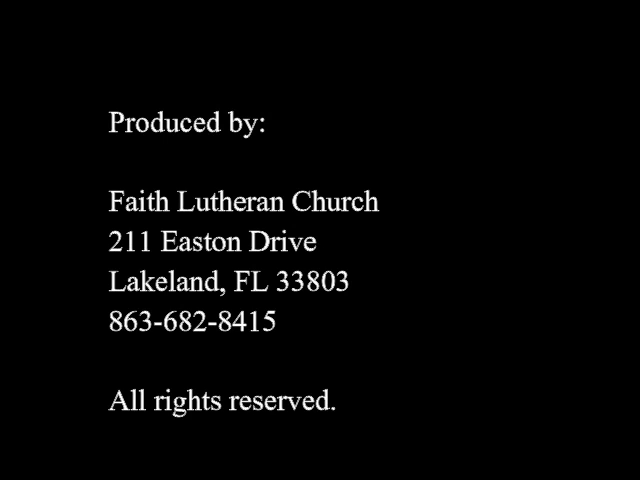 Produced by:
Faith Lutheran Church
211 Easton Drive
Lakeland, FL 33803
863-682-8415
All rights reserved.